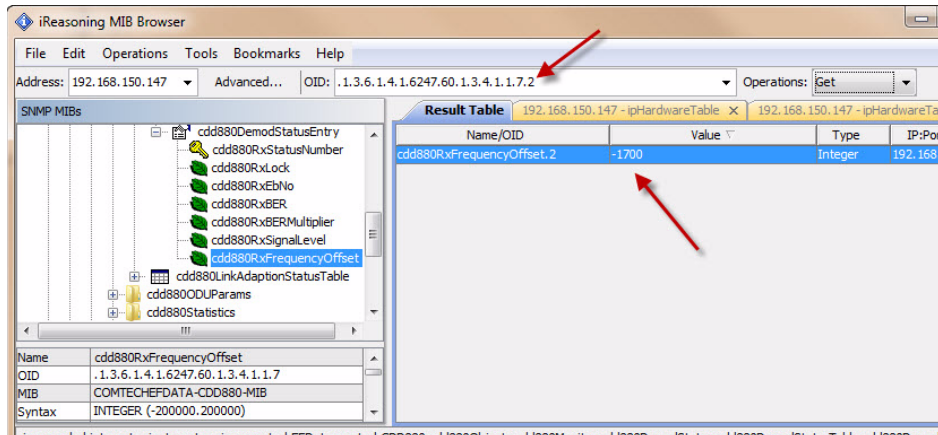 iReasoning MIB Browser
File Edit Operations Tools Bookmarks Help
Address: 192.168.150.147 Advanced... OID: .1.3.6.1.4.1.6247.60.1.3.4.1.1.7.2 Operations: Get
SNMP MIBs
cdd880DemodStatusEntry
cdd880RxStatusNumber
cdd880RxLock
cdd880RxEbNo
cdd880RxBER
cdd880RxBERMultiplier
cdd880RxSignalLevel
cdd880RxFrequencyOffset
cdd880LinkAdaptionStatusTable
cdd880ODUParams
cdd880Statistics
Name cdd880RxFrequencyOffset
OID .1.3.6.1.4.1.6247.60.1.3.4.1.1.7
MIB COMTECHEFDATA-CDD880-MIB
Syntax INTEGER (-200000..200000)
Result Table 192.168.150.147 - ipHardwareTable 192.168.150.147 - ipHardwareTa
Name/OID Value Type IP:Po
cdd880RxFrequencyOffset.2 -1700 Integer 192.168